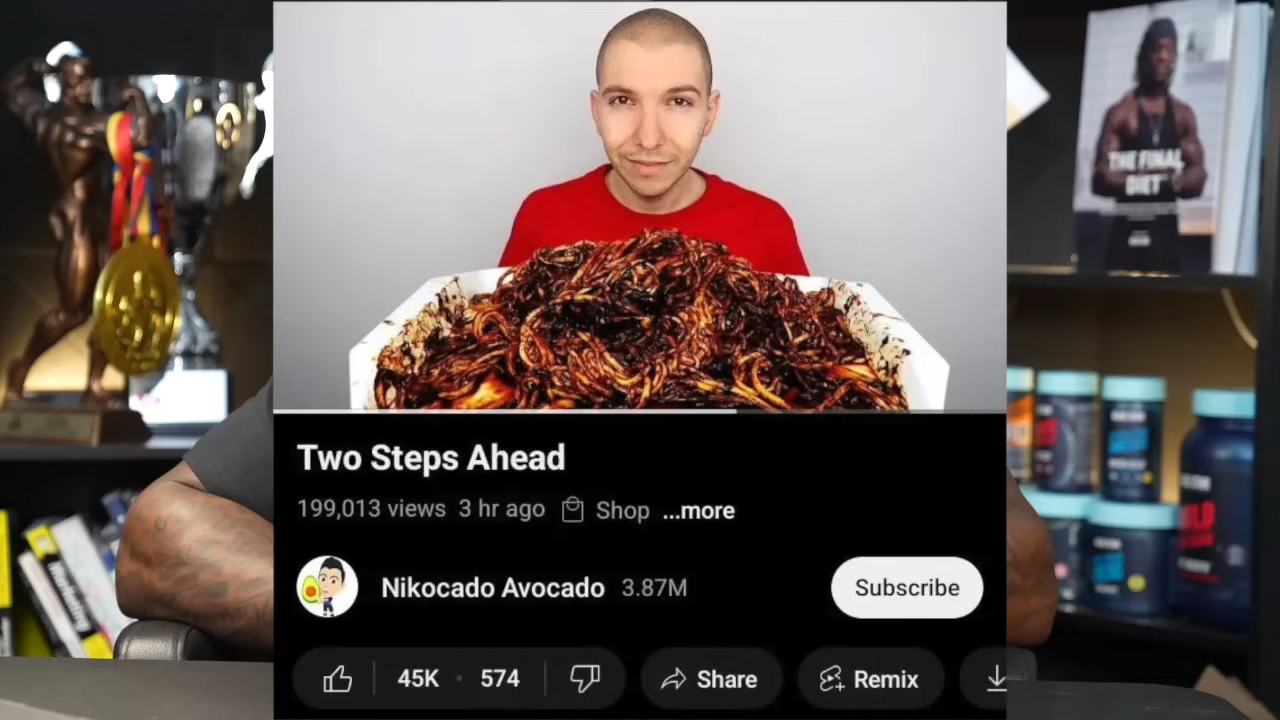 THE FINAL
DIET
Two Steps Ahead
199,013 views 3 hr ago Shop ...more
Nikocado Avocado 3.87M
Subscribe
45K • 574
Share
Remix